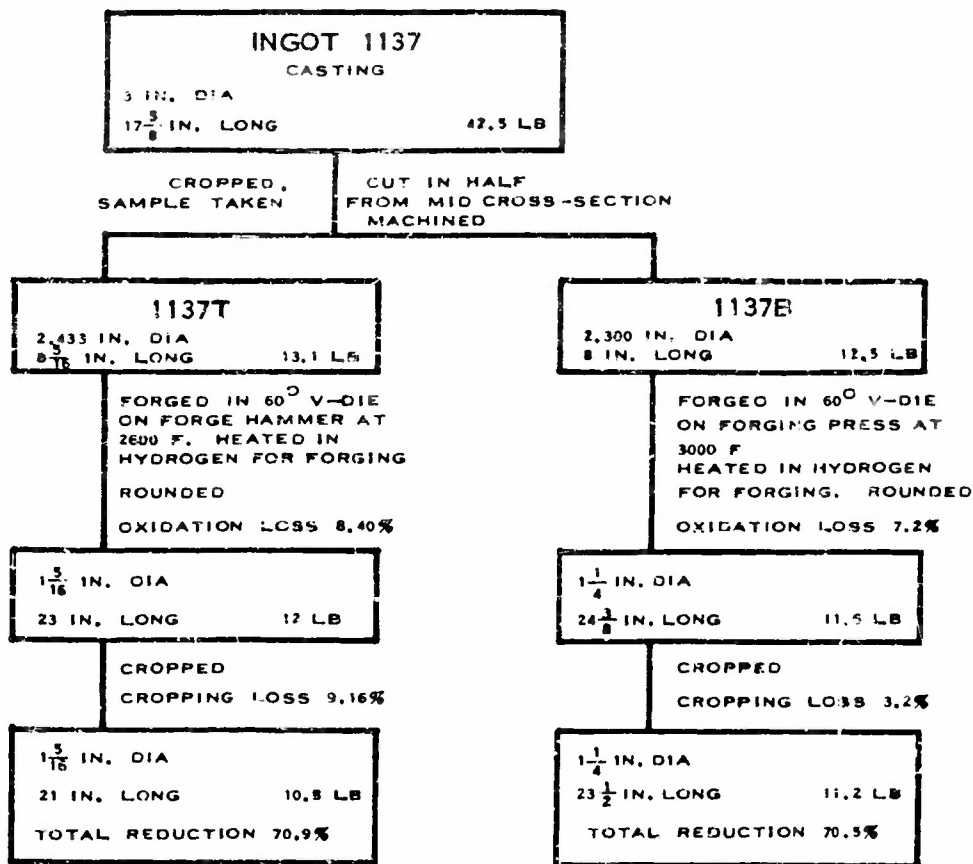 INGOT 1137
CASTING
3 IN. DIA
17 5/8 IN. LONG 42.5 LB
CROPPED, SAMPLE TAKEN
CUT IN HALF
FROM MID CROSS-SECTION
MACHINED
1137T
2.433 IN. DIA
8 5/16 IN. LONG 13.1 LB
FORGED IN 60° V-DIE
ON FORGE HAMMER AT
2600 F. HEATED IN
HYDROGEN FOR FORGING
ROUNDED
OXIDATION LOSS 8.40%
1 5/16 IN. DIA
23 IN. LONG 12 LB
CROPPED
CROPPING LOSS 9.16%
1 5/16 IN. DIA
21 IN. LONG LB
TOTAL REDUCTION 70.9%
1137B
2.300 IN. DIA
8 IN. LONG 12.5 LB
FORGED IN 60° V-DIE
ON FORGING PRESS AT
3000 F
HEATED IN HYDROGEN
FOR FORGING. ROUNDED
OXIDATION LOSS 7.2%
1 1/4 IN. DIA
24 3/8 IN. LONG 11.6 LB
CROPPED
CROPPING LOSS 3.2%
1 1/4 IN. DIA
23 1/2 IN. LONG 11.2 LB
TOTAL REDUCTION 70.5%